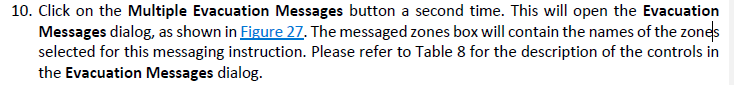 10. Click on the Multiple Evacuation Messages button a second time. This will open the Evacuation
Messages dialog, as shown in Figure 27. The messaged zones box will contain the names of the zones
selected for this messaging instruction. Please refer to Table 8 for the description of the controls in
the Evacuation Messages dialog.